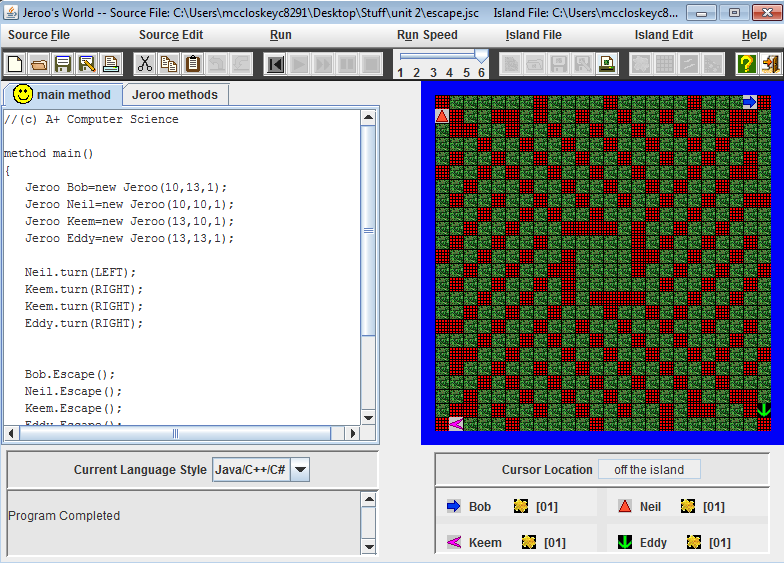 Jeroo's World -- Source File: C:\Users\mccloskeyc8291\Desktop\Stuff\unit 2\escape.jsc Island File: C:\Users\mccloskeyc8...
Source File Source Edit Run Run Speed Island File Island Edit Help
1 2 3 4 5 6
main method Jeroo methods
//(c) A+ Computer Science
method main()
{
Jeroo Bob=new Jeroo(10,13,1);
Jeroo Neil=new Jeroo(10,10,1);
Jeroo Keem=new Jeroo(13,10,1);
Jeroo Eddy=new Jeroo(13,13,1);
Neil.turn(LEFT);
Keem.turn(RIGHT);
Keem.turn(RIGHT);
Eddy.turn(RIGHT);
Bob.Escape();
Neil.Escape();
Keem.Escape();
Eddy.Escape();
Current Language Style Java/C++/C#
Program Completed
Cursor Location off the island
Bob [01] Neil [01]
Keem [01] Eddy [01]